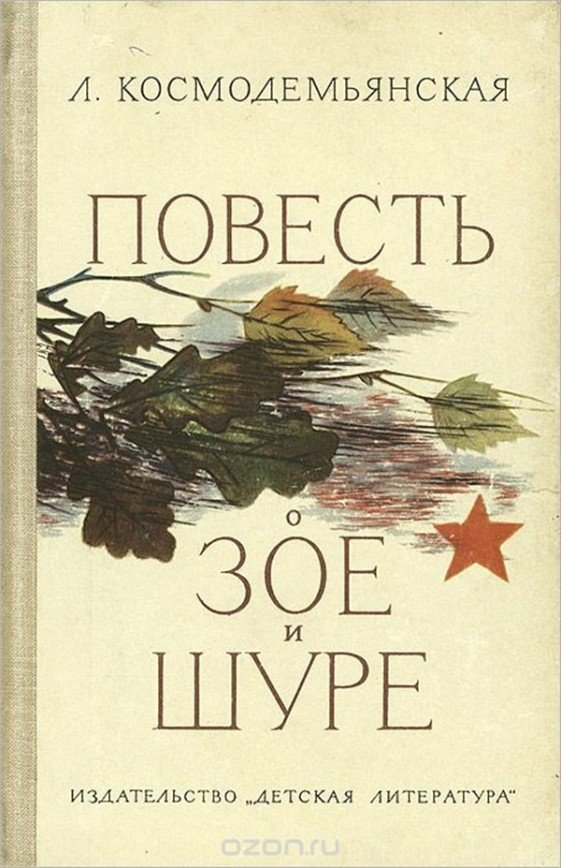 Л. КОСМОДЕМЬЯНСКАЯ
ПОВЕСТЬ
О
ЗОЕ
И
ШУРЕ
ИЗДАТЕЛЬСТВО „ДЕТСКАЯ ЛИТЕРАТУРА“
ozon.ru